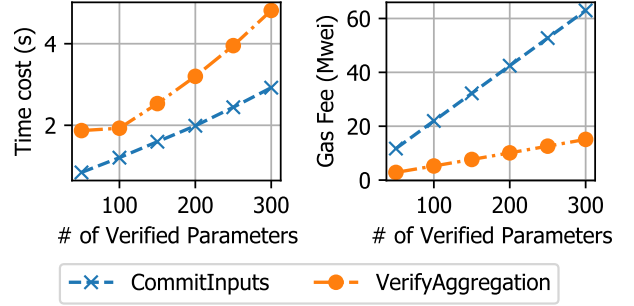 Time cost (s)
4
2
100 200 300
# of Verified Parameters
Gas Fee (Mwei)
60
40
20
0
100 200 300
# of Verified Parameters
CommitInputs VerifyAggregation